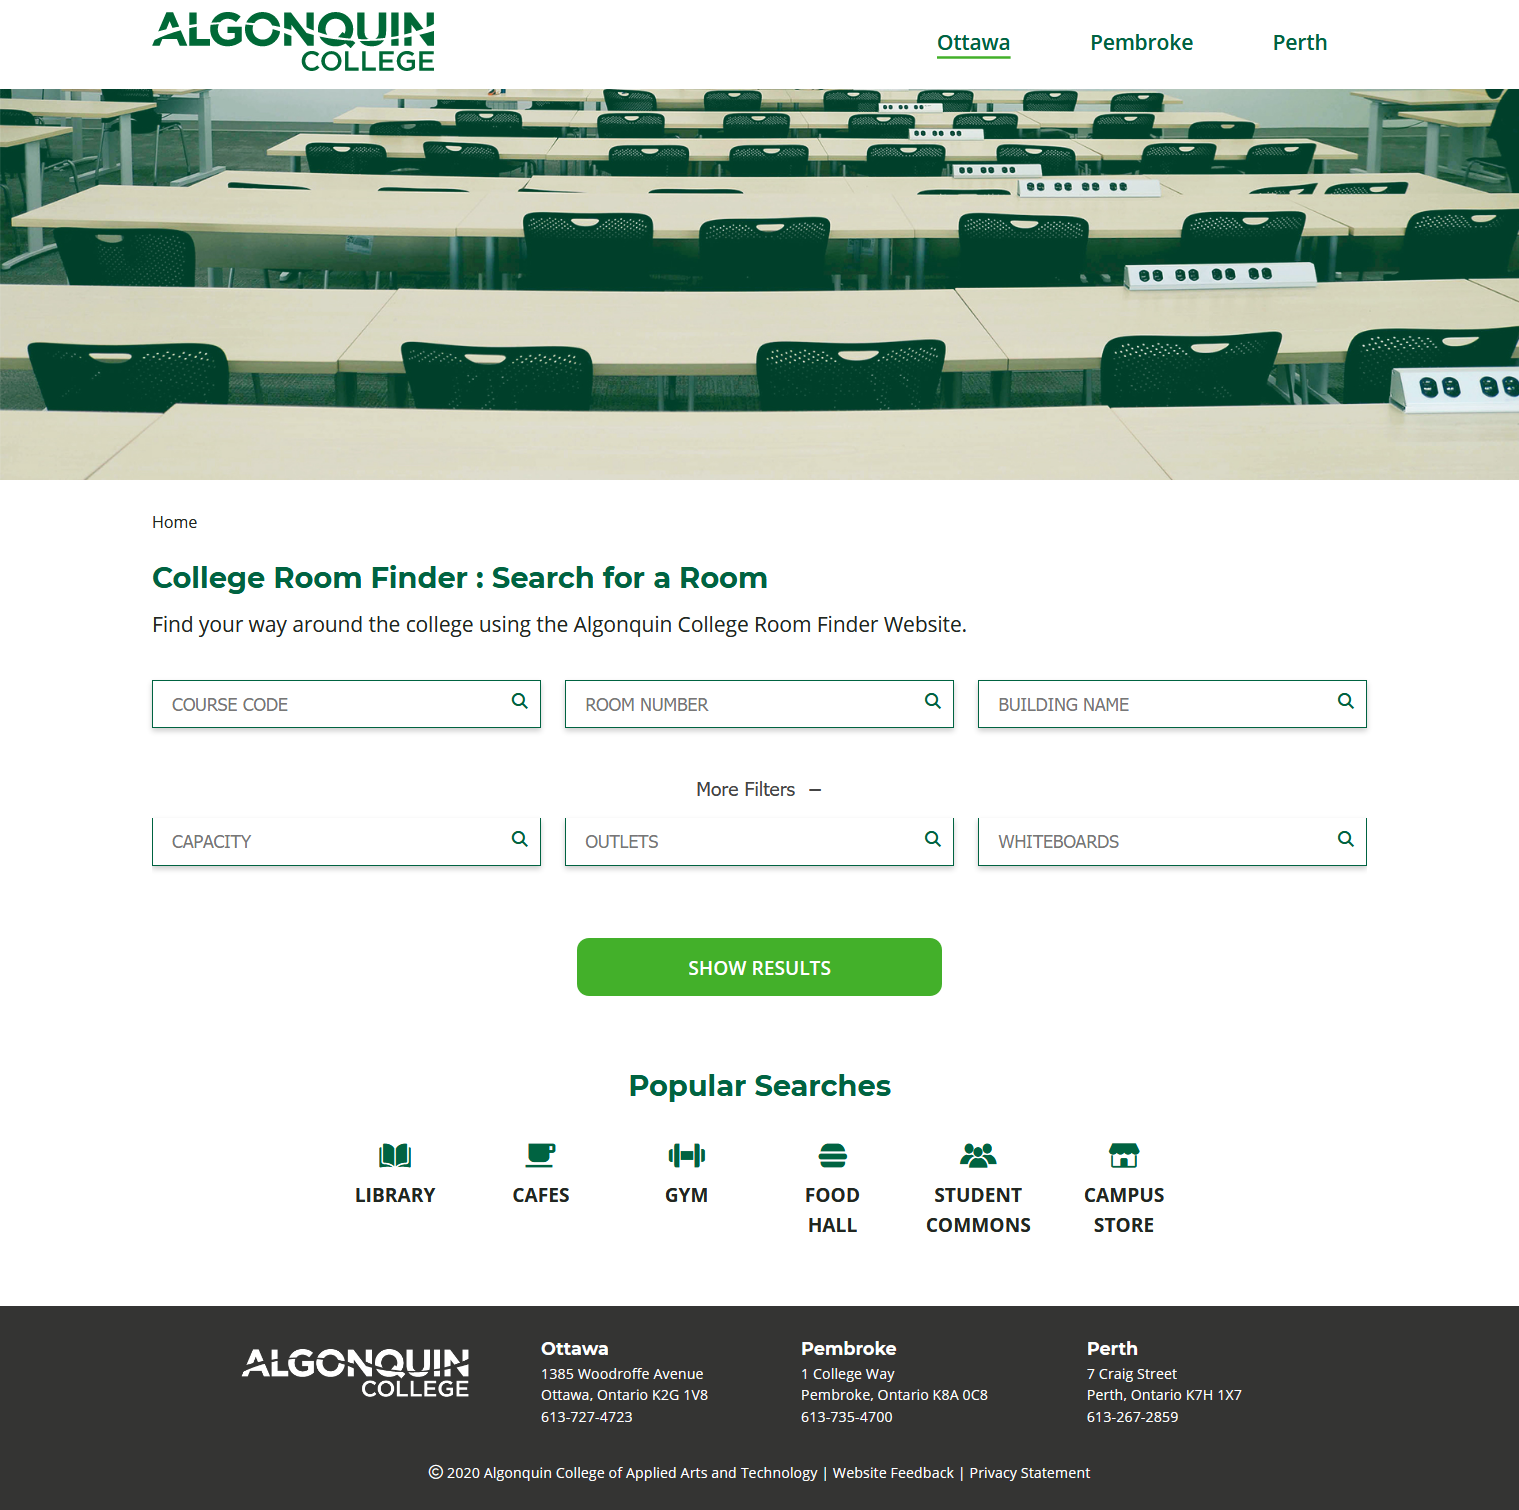 ALGONQUIN
COLLEGE
Ottawa Pembroke Perth
Home
College Room Finder : Search for a Room
Find your way around the college using the Algonquin College Room Finder Website.
COURSE CODE ROOM NUMBER BUILDING NAME
More Filters –
CAPACITY OUTLETS WHITEBOARDS
SHOW RESULTS
Popular Searches
LIBRARY CAFES GYM FOOD STUDENT CAMPUS
HALL COMMONS STORE
ALGONQUIN
COLLEGE
Ottawa
1385 Woodroffe Avenue
Ottawa, Ontario K2G 1V8
613-727-4723
Pembroke
1 College Way
Pembroke, Ontario K8A 0C8
613-735-4700
Perth
7 Craig Street
Perth, Ontario K7H 1X7
613-267-2859
© 2020 Algonquin College of Applied Arts and Technology | Website Feedback | Privacy Statement